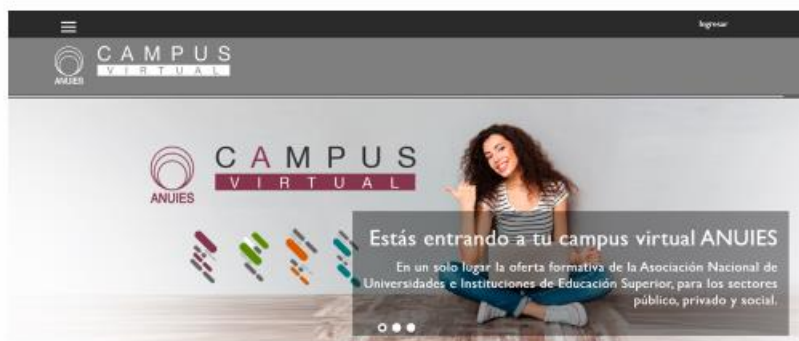 Ingresar
ANUIES
CAMPUS
VIRTUAL
CAMPUS
VIRTUAL
ANUIES
Estás entrando a tu campus virtual ANUIES
En un solo lugar la oferta formativa de la Asociación Nacional de
Universidades e Instituciones de Educación Superior, para los sectores
público, privado y social.